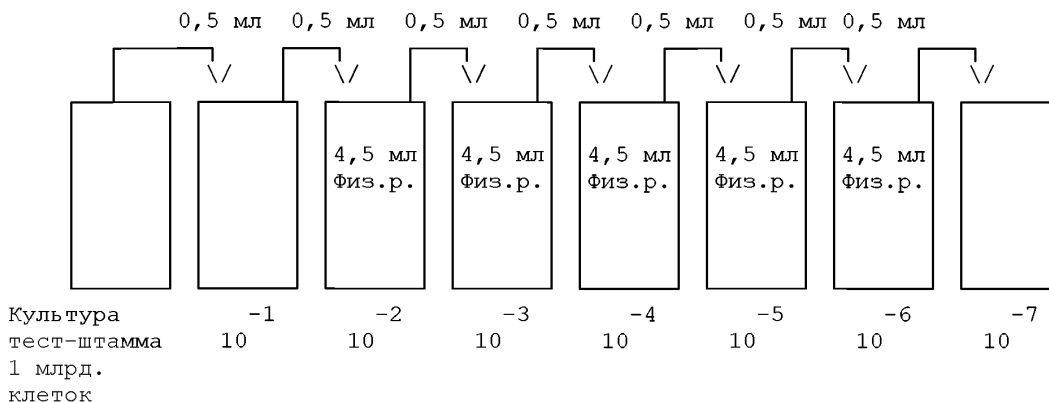 0,5 мл 0,5 мл 0,5 мл 0,5 мл 0,5 мл 0,5 мл 0,5 мл
\/ \/ \/ \/ \/ \/ \/
4,5 мл 4,5 мл 4,5 мл 4,5 мл 4,5 мл
Физ.р. Физ.р. Физ.р. Физ.р. Физ.р.
Культура -1 -2 -3 -4 -5 -6 -7
тест-штамма 10 10 10 10 10 10 10
1 млрд.
клеток